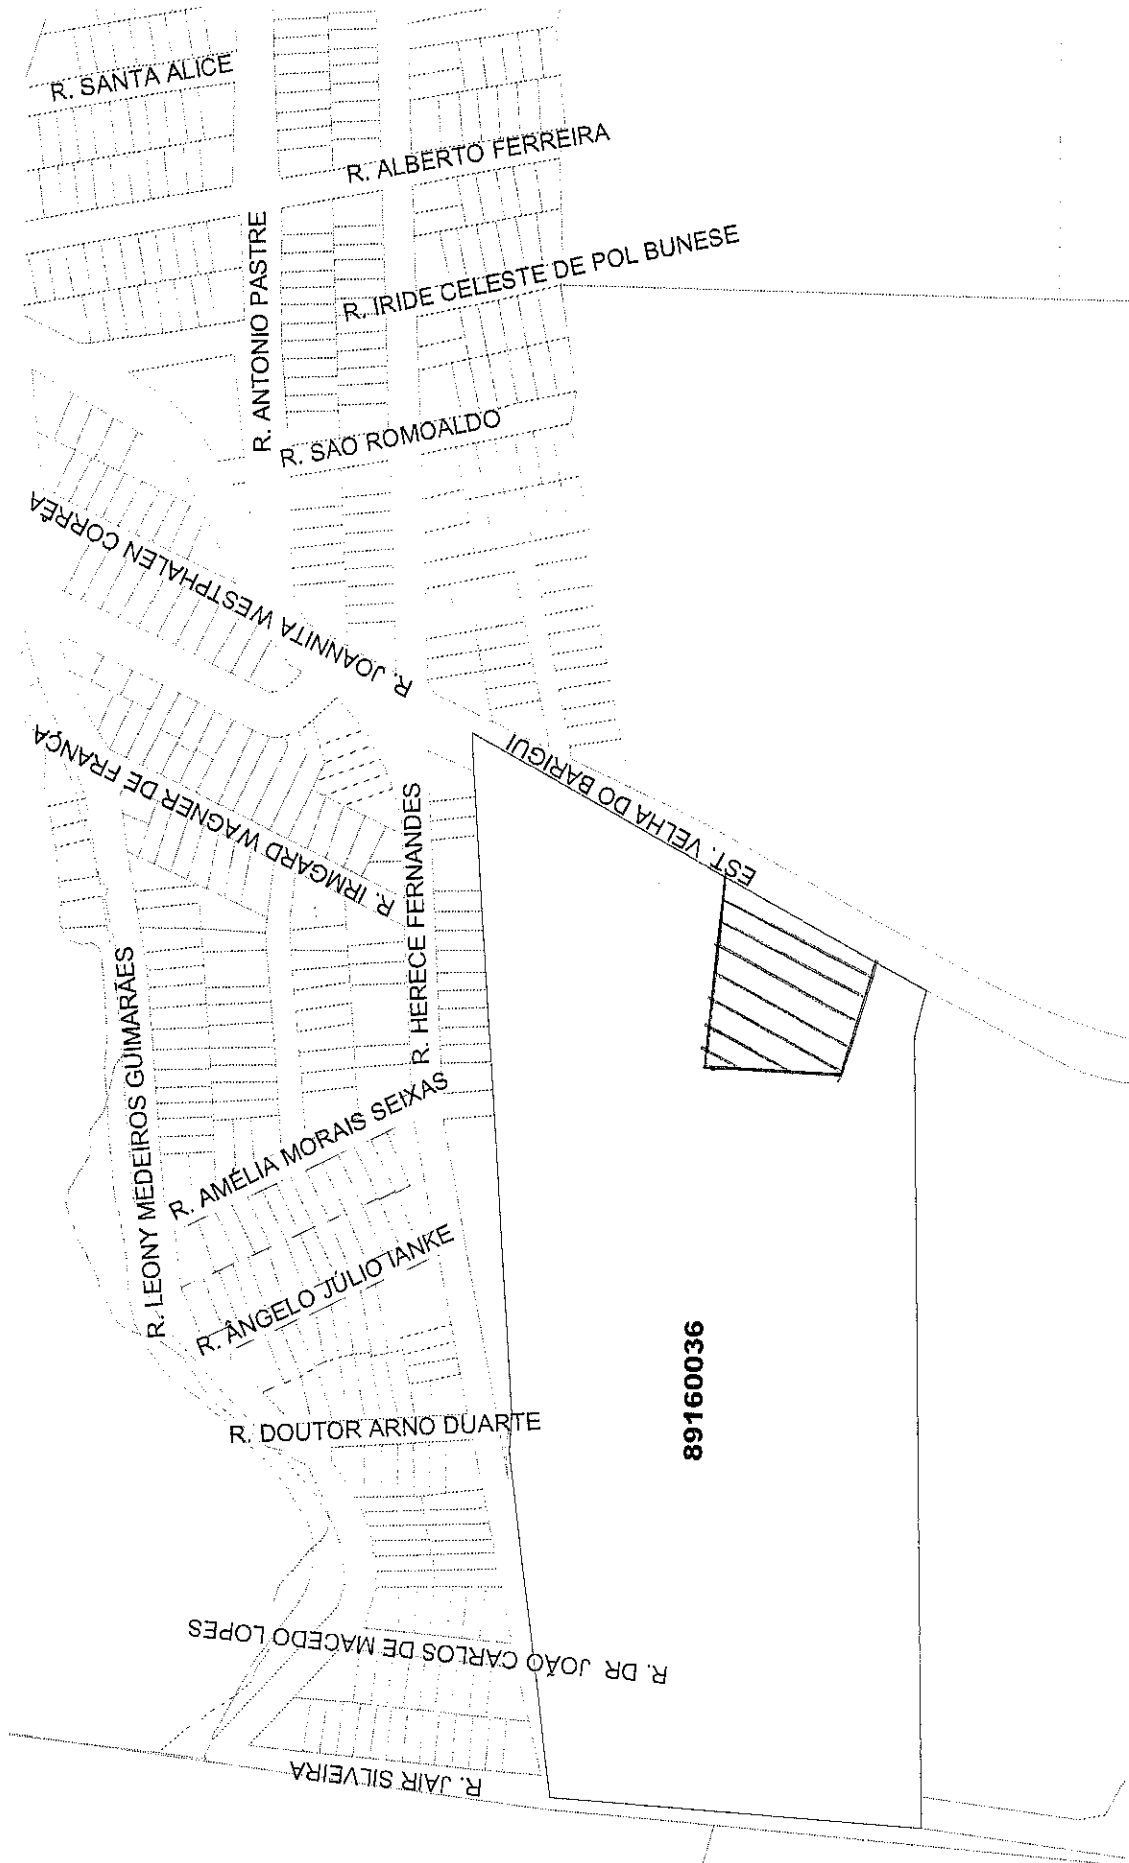 R. SANTA ALICE
R. ALBERTO FERREIRA
R. ANTONIO PASTRE
R. IRIDE CELESTE DE POL BUNESE
R. SAO ROMOALDO
R. JOANNITA WESTPHALEN CORRÊA
R. IRMGARD WAGNER DE FRANÇA
EST. VELHA DO BARIGUI
R. HERECE FERNANDES
R. LEONY MEDEIROS GUIMARÃES
R. AMÉLIA MORAIS SEIXAS
R. ÂNGELO JÚLIO IANKE
89160036
R. DOUTOR ARNO DUARTE
R. DR JOÃO CARLOS DE MACEDO LOPES
R. JAIR SILVEIRA